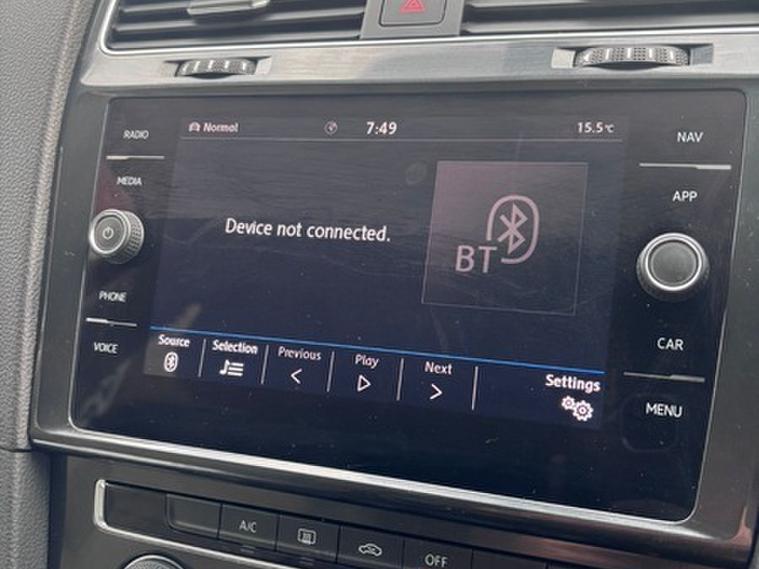 RADIO
MEDIA
PHONE
VOICE
Normal
7:49
15.5°C
Device not connected.
BT
Source
Selection
Previous
Play
Next
Settings
NAV
APP
CAR
MENU
A/C
OFF